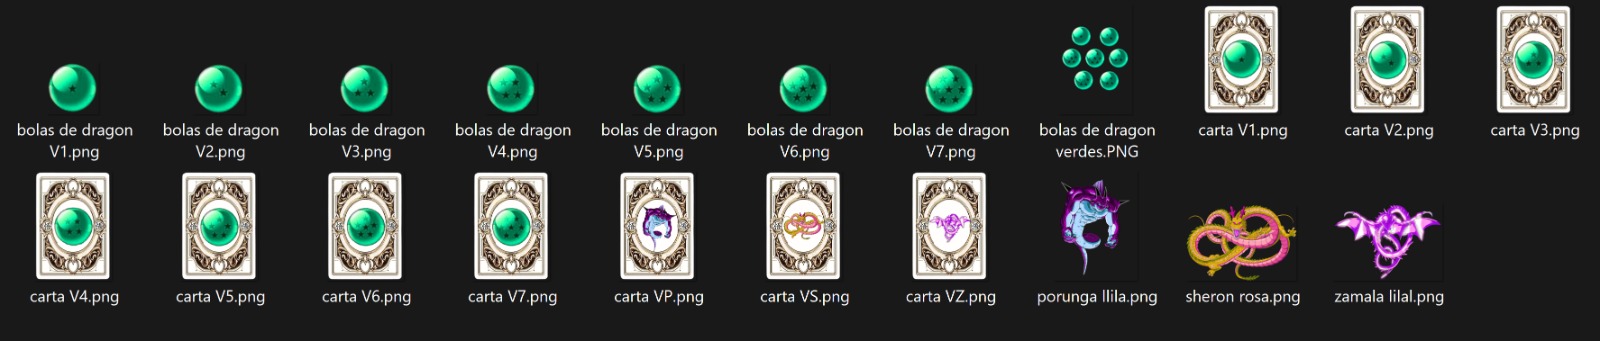 bolas de dragon
V1.png
bolas de dragon
V2.png
bolas de dragon
V3.png
bolas de dragon
V4.png
bolas de dragon
V5.png
bolas de dragon
V6.png
bolas de dragon
V7.png
bolas de dragon
verdes.PNG
carta V1.png
carta V2.png
carta V3.png
carta V4.png
carta V5.png
carta V6.png
carta V7.png
carta VP.png
carta VS.png
carta VZ.png
porunga llila.png
sheron rosa.png
zamala lilal.png